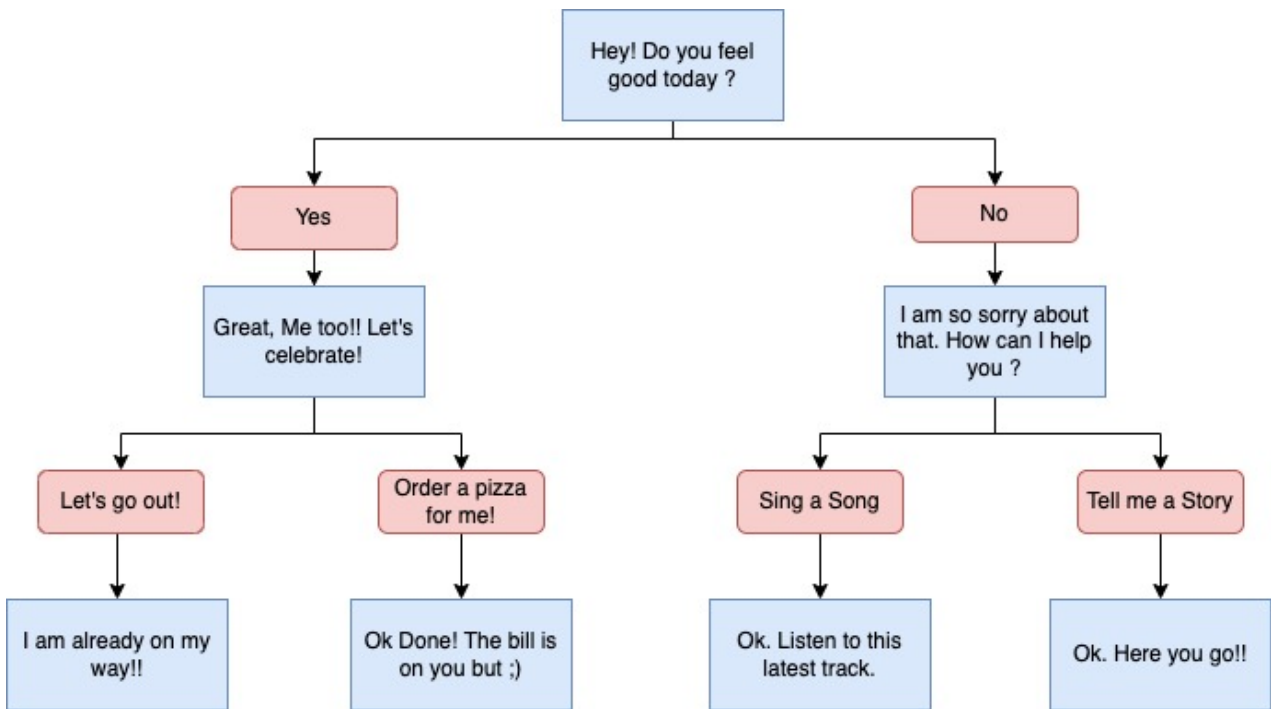 Hey! Do you feel
good today ?
Yes
No
Great, Me too!! Let's
celebrate!
I am so sorry about
that. How can I help
you ?
Let's go out!
Order a pizza
for me!
Sing a Song
Tell me a Story
I am already on my
way!!
Ok Done! The bill is
on you but ;)
Ok. Listen to this
latest track.
Ok. Here you go!!